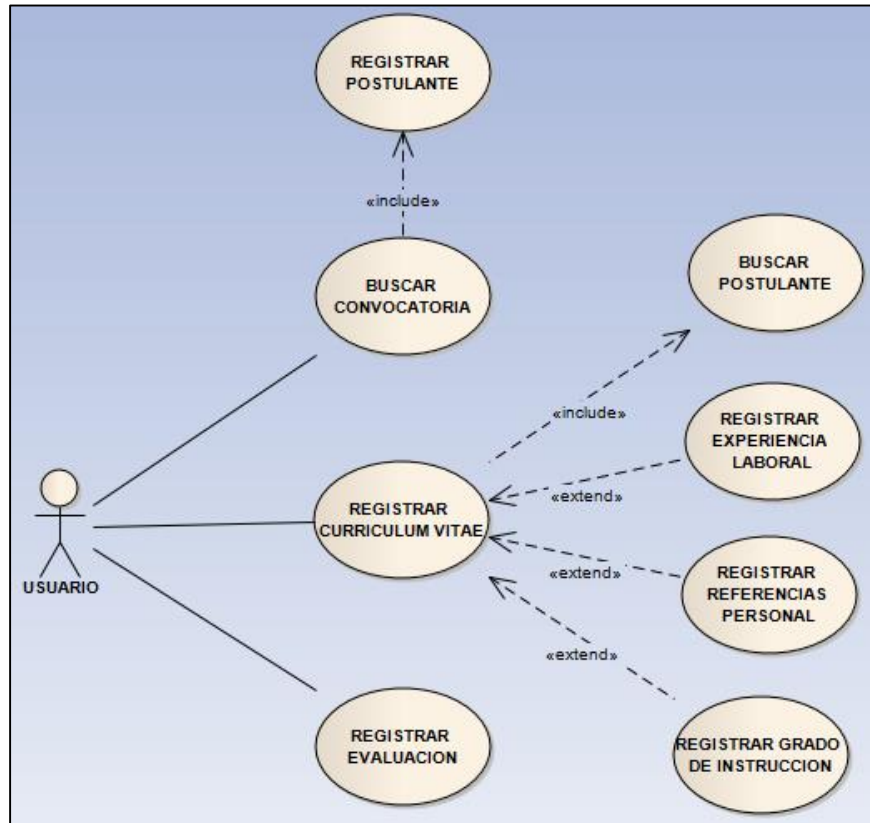 REGISTRAR
POSTULANTE
«include»
BUSCAR
CONVOCATORIA
BUSCAR
POSTULANTE
«include»
REGISTRAR
EXPERIENCIA
LABORAL
«extend»
REGISTRAR
CURRICULUM VITAE
USUARIO
«extend»
REGISTRAR
REFERENCIAS
PERSONAL
«extend»
REGISTRAR
EVALUACION
REGISTRAR GRADO
DE INSTRUCCION